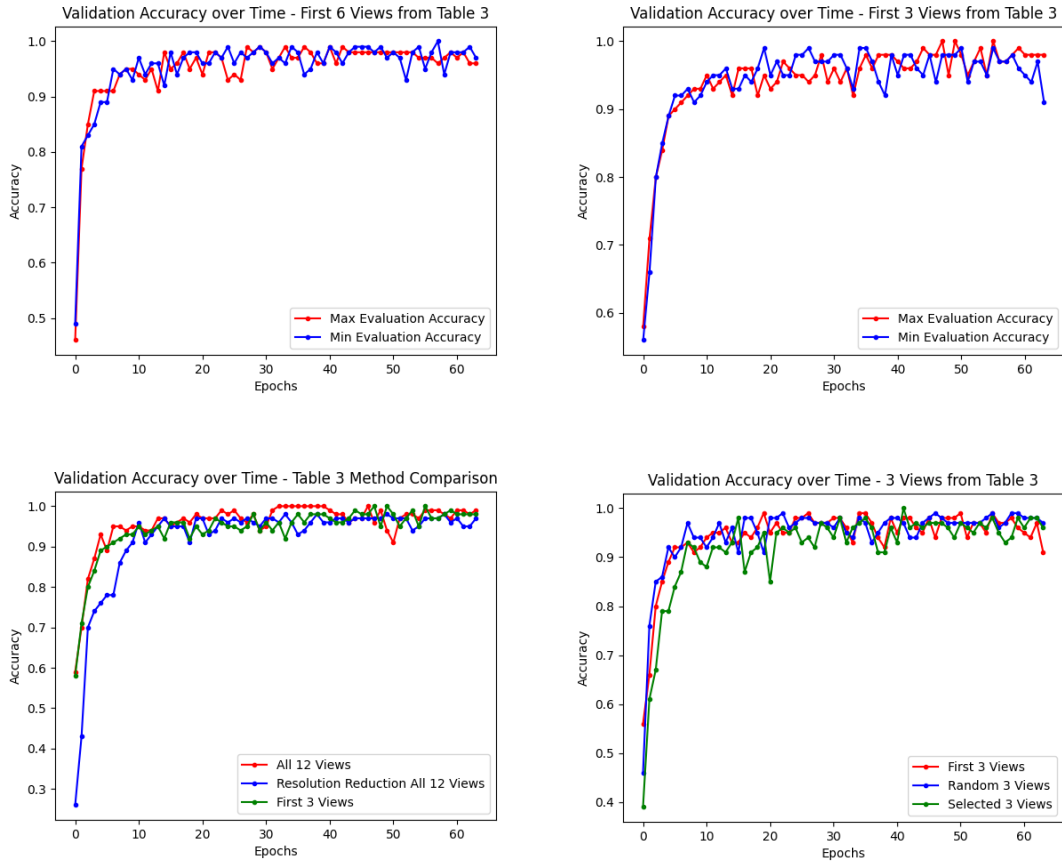 Validation Accuracy over Time - First 6 Views from Table 3
1.0
0.9
0.8
0.7
0.6
0.5
Accuracy
0 10 20 30 40 50 60
Epochs
Max Evaluation Accuracy
Min Evaluation Accuracy
Validation Accuracy over Time - First 3 Views from Table 3
1.0
0.9
0.8
0.7
0.6
Accuracy
0 10 20 30 40 50 60
Epochs
Max Evaluation Accuracy
Min Evaluation Accuracy
Validation Accuracy over Time - Table 3 Method Comparison
1.0
0.9
0.8
0.7
0.6
0.5
0.4
0.3
Accuracy
0 10 20 30 40 50 60
Epochs
All 12 Views
Resolution Reduction All 12 Views
First 3 Views
Validation Accuracy over Time - 3 Views from Table 3
1.0
0.9
0.8
0.7
0.6
0.5
0.4
Accuracy
0 10 20 30 40 50 60
Epochs
First 3 Views
Random 3 Views
Selected 3 Views